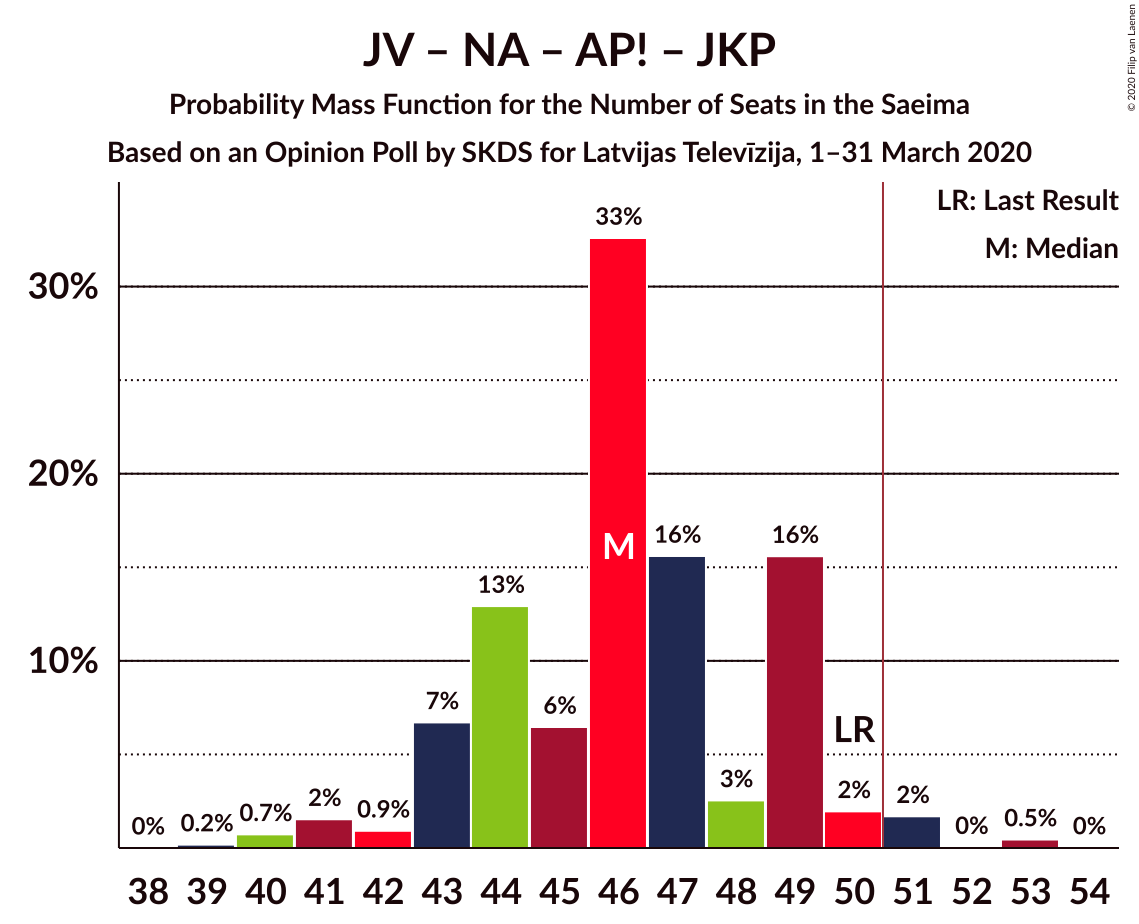 JV – NA – AP! – JKP
Probability Mass Function for the Number of Seats in the Saeima
Based on an Opinion Poll by SKDS for Latvijas Televīzija, 1–31 March 2020
© 2020 Filip van Laenen
LR: Last Result
M: Median
30%
20%
10%
0%
0.2%
0.7%
2%
0.9%
7%
13%
6%
33%
M
16%
3%
16%
LR
2%
2%
0%
0.5%
0%
38 39 40 41 42 43 44 45 46 47 48 49 50 51 52 53 54